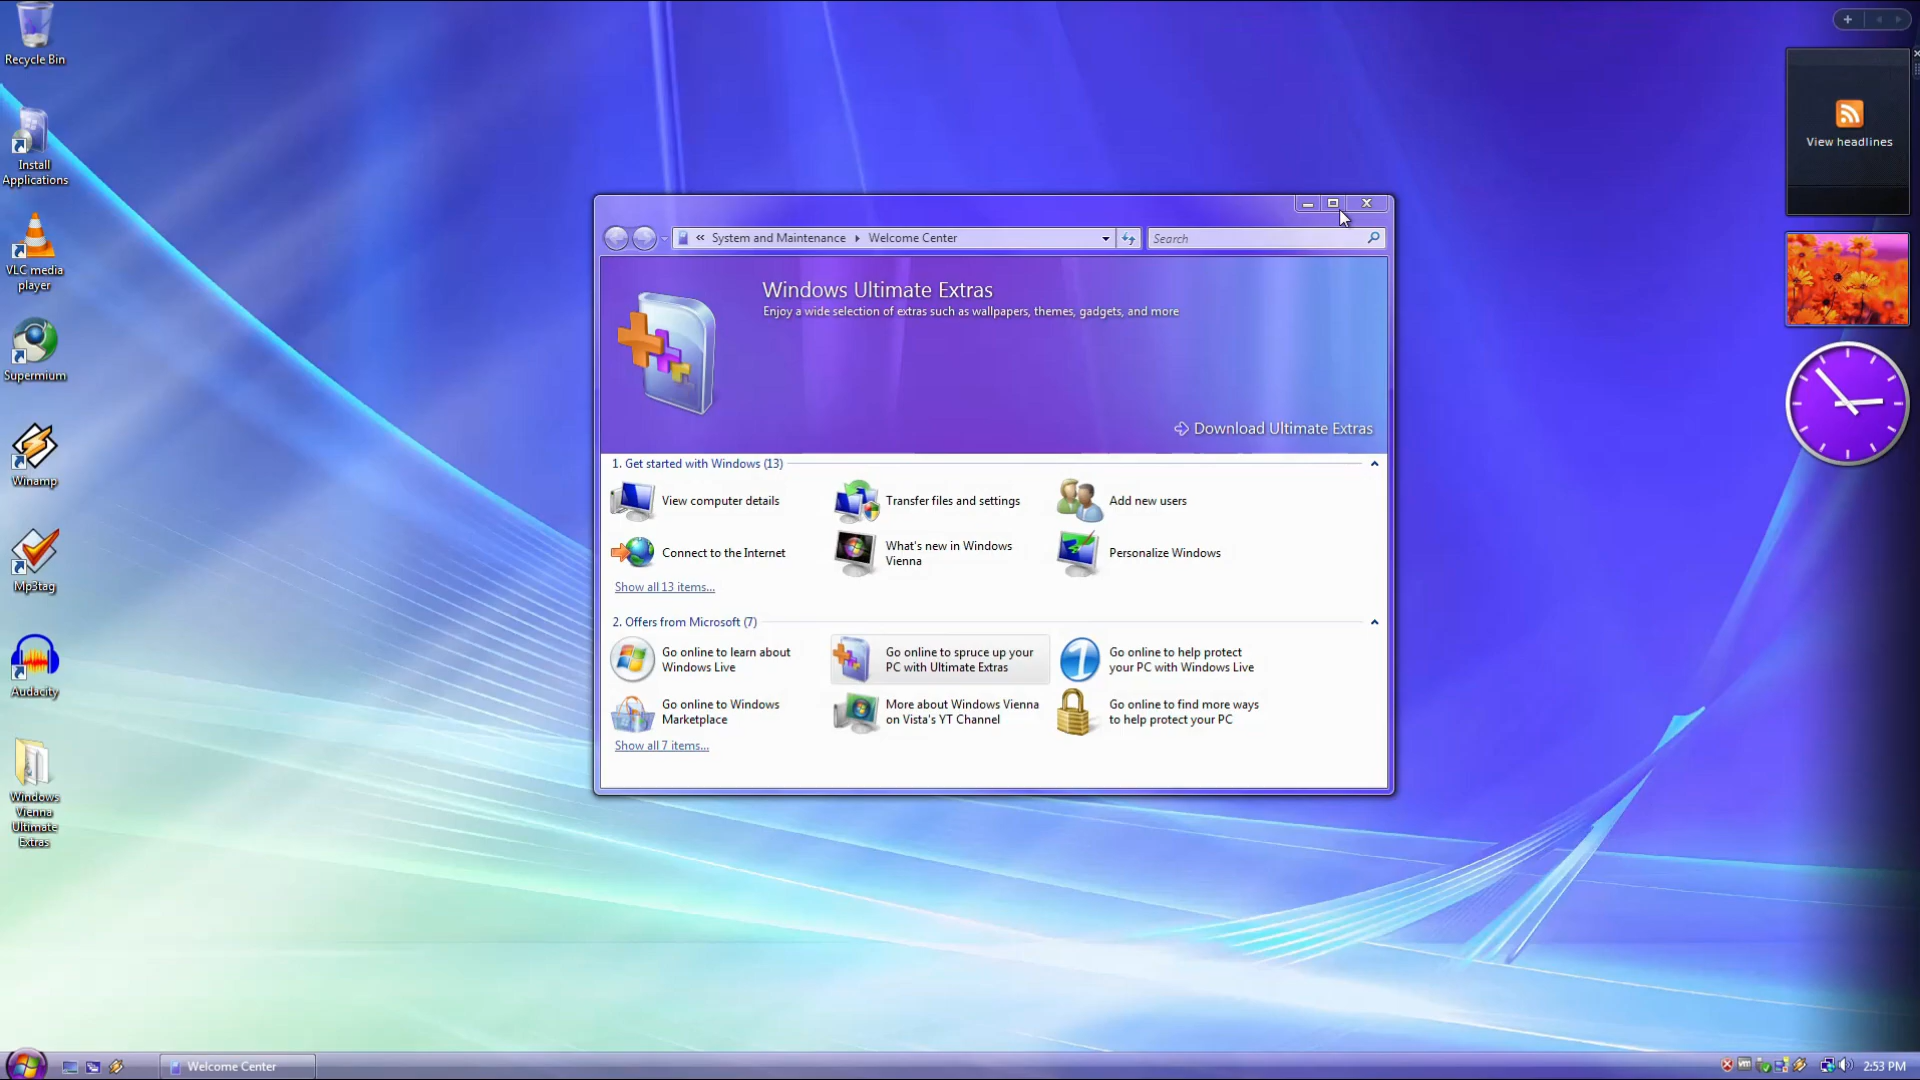 Recycle Bin
Install
Applications
VLC media
player
Supermium
Winamp
Mp3tag
Audacity
Windows
Vienna
Ultimate
Extras
« System and Maintenance Welcome Center
Search
Windows Ultimate Extras
Enjoy a wide selection of extras such as wallpapers, themes, gadgets, and more
Download Ultimate Extras
1. Get started with Windows (13)
View computer details
Transfer files and settings
Add new users
Connect to the Internet
What's new in Windows
Vienna
Personalize Windows
Show all 13 items...
2. Offers from Microsoft (7)
Go online to learn about
Windows Live
Go online to spruce up your
PC with Ultimate Extras
Go online to help protect
your PC with Windows Live
Go online to Windows
Marketplace
More about Windows Vienna
on Vista's YT Channel
Go online to find more ways
to help protect your PC
Show all 7 items...
View headlines
Welcome Center
2:53 PM